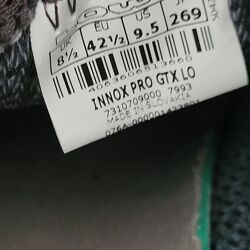 UK EU US
8½ 42½ 9.5 269
4063606513660
INNOX PRO GTX LO
7310709000 7993
MADE IN SLOVAKIA